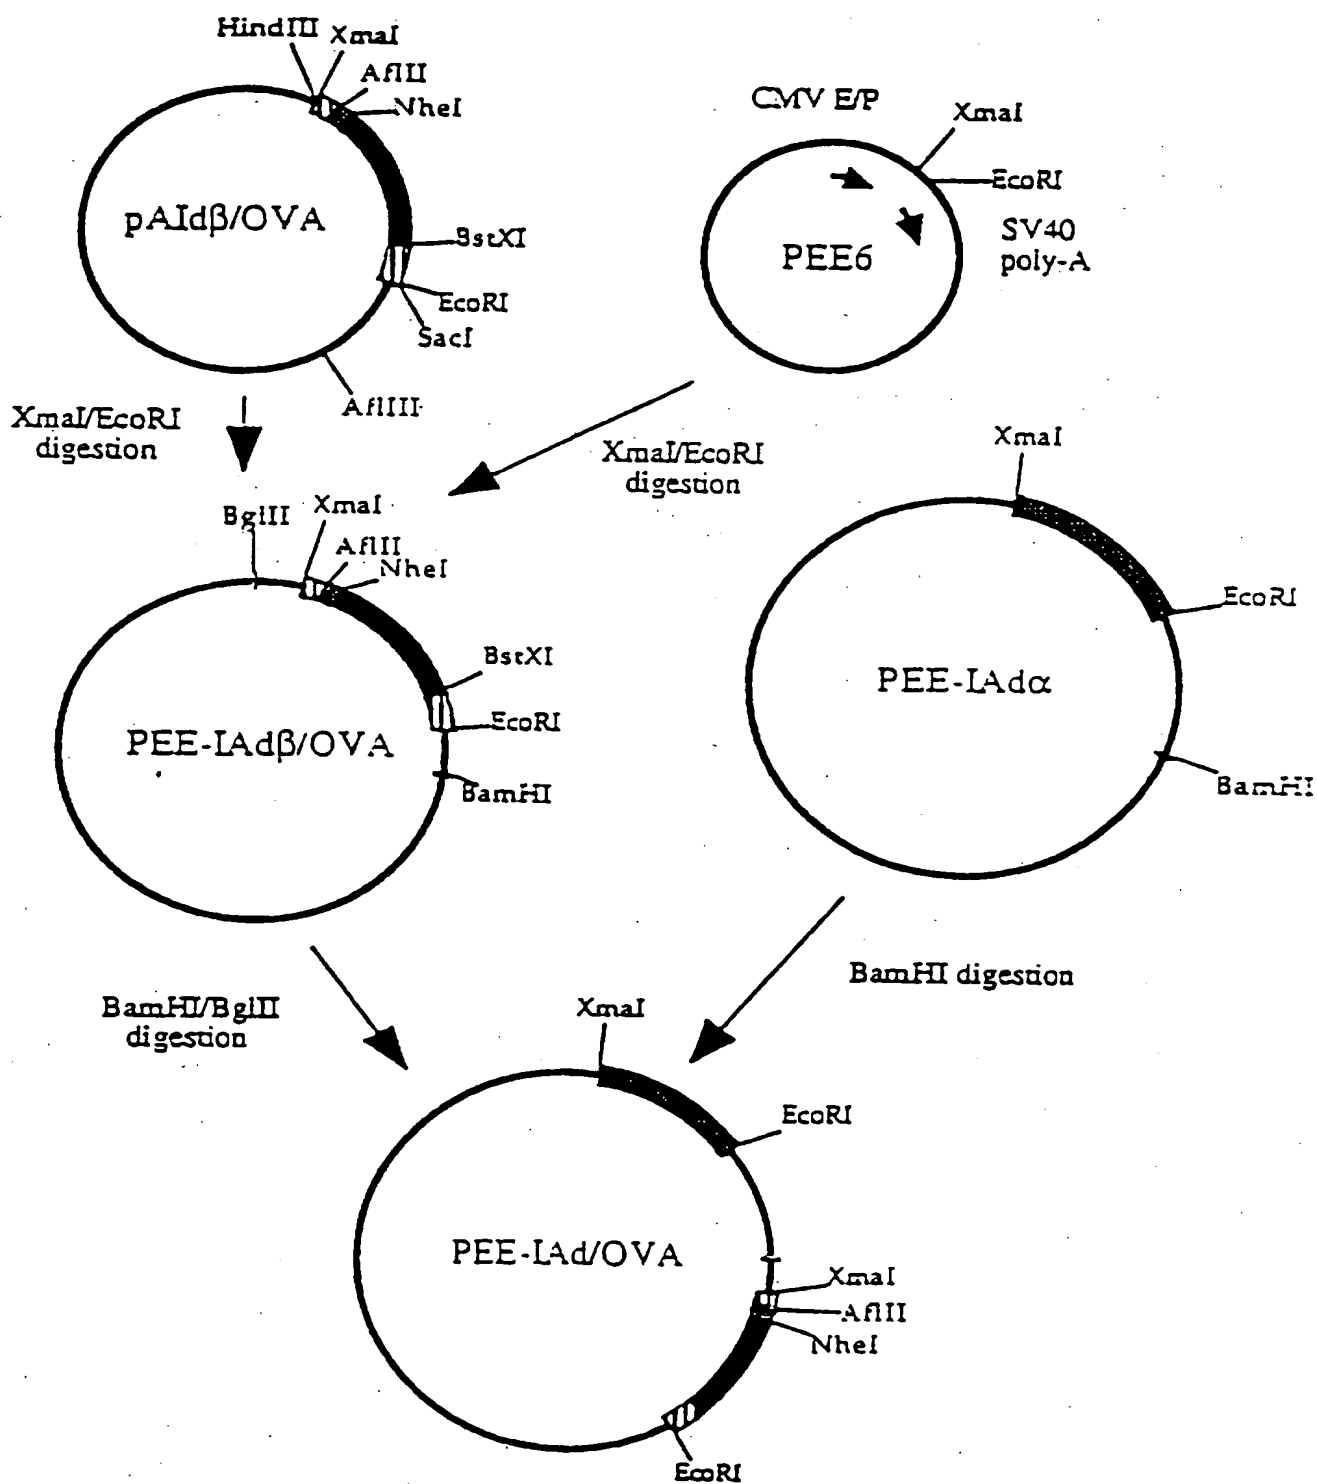 HindIII
XmaI
AflII
NheI
pAIdβ/OVA
BstXI
EcoRI
SacI
AflIII
CMV E/P
XmaI
EcoRI
PEE6
SV40
poly-A
XmaI/EcoRI
digestion
XmaI/EcoRI
digestion
BglII
XmaI
AflII
NheI
BstXI
PEE-IAdβ/OVA
EcoRI
BamHI
XmaI
EcoRI
PEE-IAdα
BamHI
BamHI/BglII
digestion
BamHI digestion
XmaI
EcoRI
PEE-IAd/OVA
XmaI
AflII
NheI
EcoRI